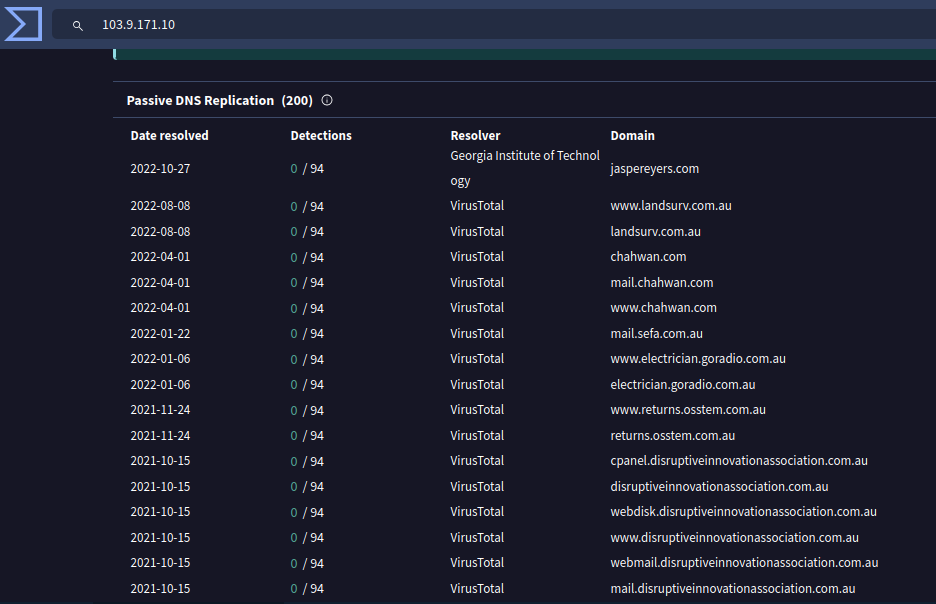 103.9.171.10
Passive DNS Replication (200)
Date resolved Detections Resolver Domain
2022-10-27 0 / 94 Georgia Institute of Technol
ogy jaspereyers.com
2022-08-08 0 / 94 VirusTotal www.landsurv.com.au
2022-08-08 0 / 94 VirusTotal landsurv.com.au
2022-04-01 0 / 94 VirusTotal chahwan.com
2022-04-01 0 / 94 VirusTotal mail.chahwan.com
2022-04-01 0 / 94 VirusTotal www.chahwan.com
2022-01-22 0 / 94 VirusTotal mail.sefa.com.au
2022-01-06 0 / 94 VirusTotal www.electrician.goradio.com.au
2022-01-06 0 / 94 VirusTotal electrician.goradio.com.au
2021-11-24 0 / 94 VirusTotal www.returns.osstem.com.au
2021-11-24 0 / 94 VirusTotal returns.osstem.com.au
2021-10-15 0 / 94 VirusTotal cpanel.disruptiveinnovationassociation.com.au
2021-10-15 0 / 94 VirusTotal disruptiveinnovationassociation.com.au
2021-10-15 0 / 94 VirusTotal webdisk.disruptiveinnovationassociation.com.au
2021-10-15 0 / 94 VirusTotal www.disruptiveinnovationassociation.com.au
2021-10-15 0 / 94 VirusTotal webmail.disruptiveinnovationassociation.com.au
2021-10-15 0 / 94 VirusTotal mail.disruptiveinnovationassociation.com.au